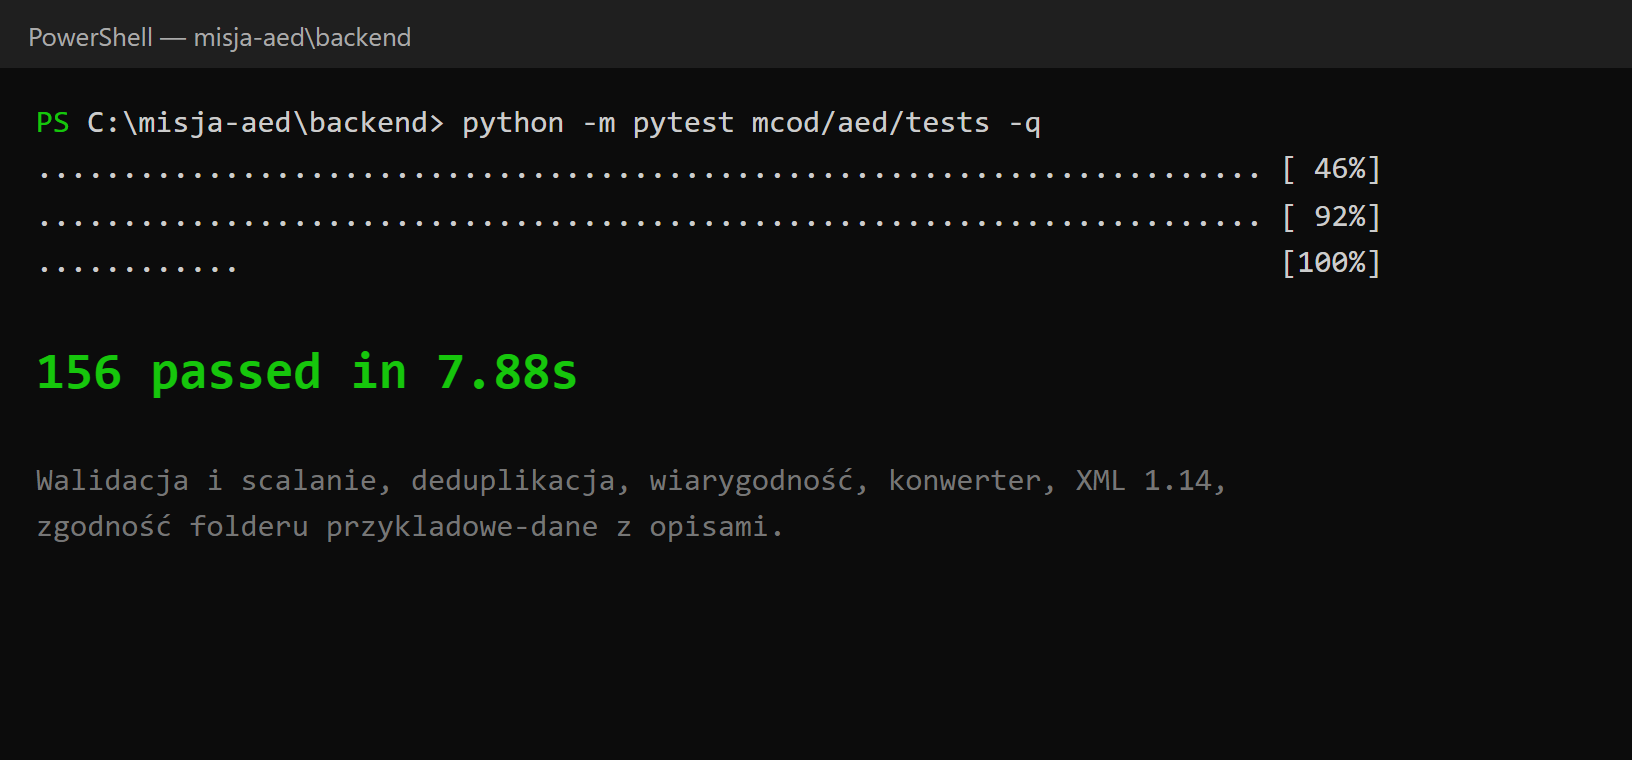 PowerShell — misja-aed\backend
PS C:\misja-aed\backend> python -m pytest mcod/aed/tests -q
........................................................................ [ 46%]
........................................................................ [ 92%]
............ [100%]
156 passed in 7.88s
Walidacja i scalanie, deduplikacja, wiarygodność, konwerter, XML 1.14,
zgodność folderu przykladowe-dane z opisami.